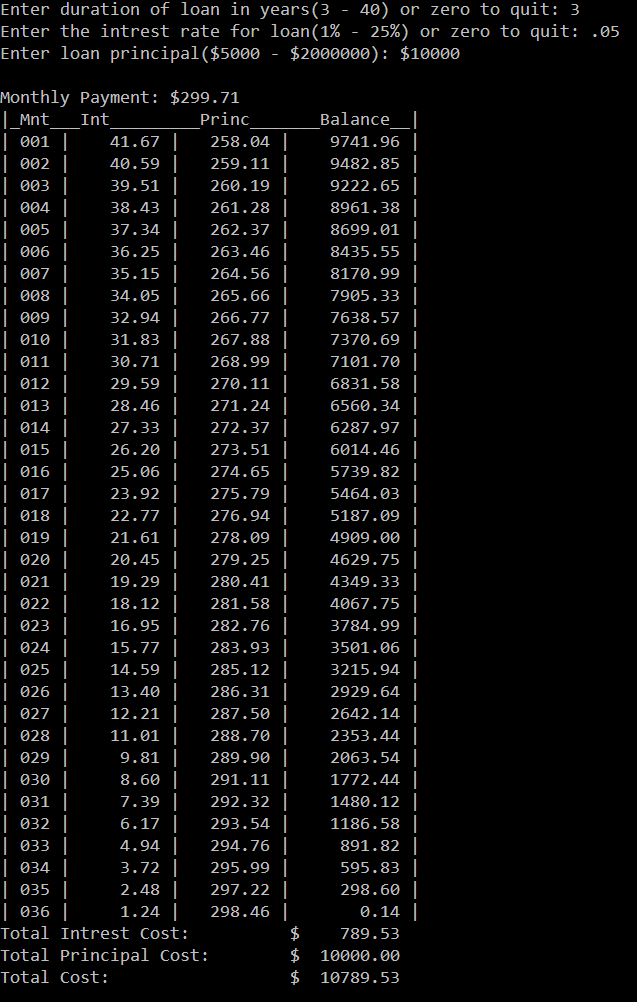 Enter duration of loan in years(3 - 40) or zero to quit: 3
Enter the intrest rate for loan(1% - 25%) or zero to quit: .05
Enter loan principal($5000 - $2000000): $10000
Monthly Payment: $299.71
|_Mnt___Int_________Princ_______Balance__|
| 001 |    41.67 |   258.04 |    9741.96 |
| 002 |    40.59 |   259.11 |    9482.85 |
| 003 |    39.51 |   260.19 |    9222.65 |
| 004 |    38.43 |   261.28 |    8961.38 |
| 005 |    37.34 |   262.37 |    8699.01 |
| 006 |    36.25 |   263.46 |    8435.55 |
| 007 |    35.15 |   264.56 |    8170.99 |
| 008 |    34.05 |   265.66 |    7905.33 |
| 009 |    32.94 |   266.77 |    7638.57 |
| 010 |    31.83 |   267.88 |    7370.69 |
| 011 |    30.71 |   268.99 |    7101.70 |
| 012 |    29.59 |   270.11 |    6831.58 |
| 013 |    28.46 |   271.24 |    6560.34 |
| 014 |    27.33 |   272.37 |    6287.97 |
| 015 |    26.20 |   273.51 |    6014.46 |
| 016 |    25.06 |   274.65 |    5739.82 |
| 017 |    23.92 |   275.79 |    5464.03 |
| 018 |    22.77 |   276.94 |    5187.09 |
| 019 |    21.61 |   278.09 |    4909.00 |
| 020 |    20.45 |   279.25 |    4629.75 |
| 021 |    19.29 |   280.41 |    4349.33 |
| 022 |    18.12 |   281.58 |    4067.75 |
| 023 |    16.95 |   282.76 |    3784.99 |
| 024 |    15.77 |   283.93 |    3501.06 |
| 025 |    14.59 |   285.12 |    3215.94 |
| 026 |    13.40 |   286.31 |    2929.64 |
| 027 |    12.21 |   287.50 |    2642.14 |
| 028 |    11.01 |   288.70 |    2353.44 |
| 029 |     9.81 |   289.90 |    2063.54 |
| 030 |     8.60 |   291.11 |    1772.44 |
| 031 |     7.39 |   292.32 |    1480.12 |
| 032 |     6.17 |   293.54 |    1186.58 |
| 033 |     4.94 |   294.76 |     891.82 |
| 034 |     3.72 |   295.99 |     595.83 |
| 035 |     2.48 |   297.22 |     298.60 |
| 036 |     1.24 |   298.46 |       0.14 |
Total Intrest Cost:          $    789.53
Total Principal Cost:        $  10000.00
Total Cost:                  $  10789.53